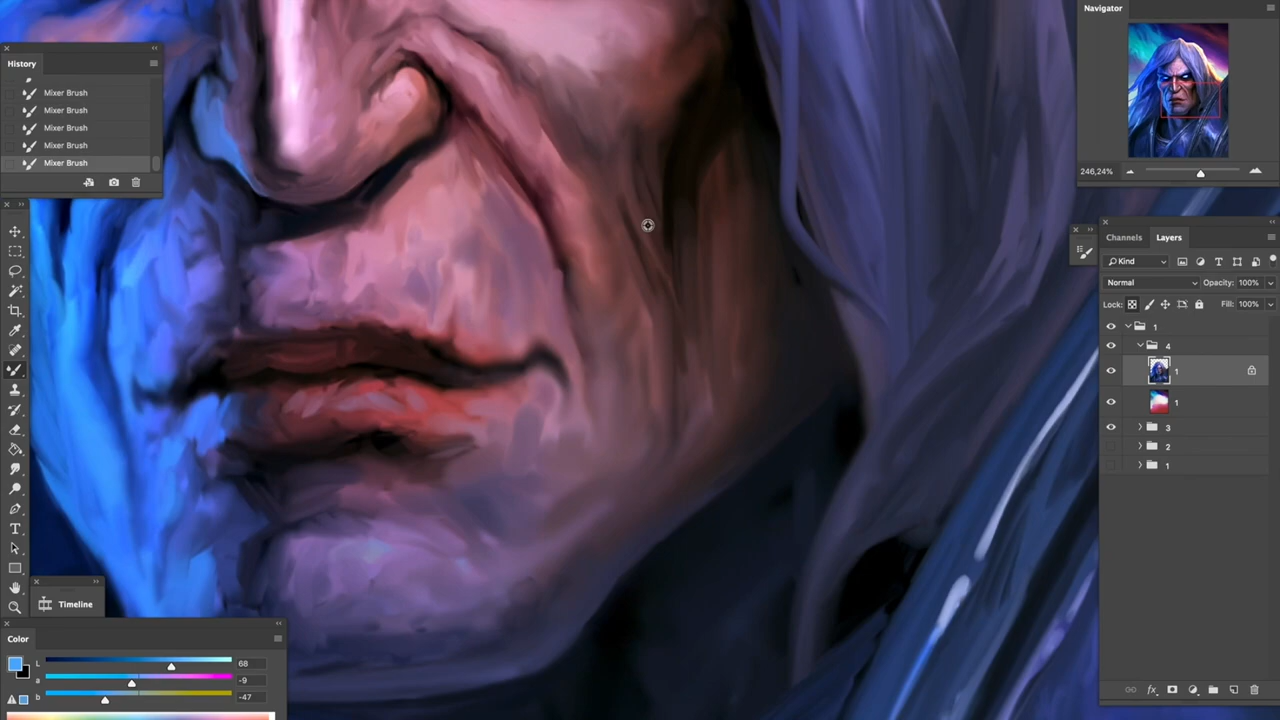 History
Mixer Brush
Mixer Brush
Mixer Brush
Mixer Brush
Mixer Brush
Timeline
Color
L 68
a -9
b -47
Navigator
246,24%
Channels Layers
Kind
Normal Opacity: 100%
Lock: Fill: 100%
1
4
1
1
3
2
1